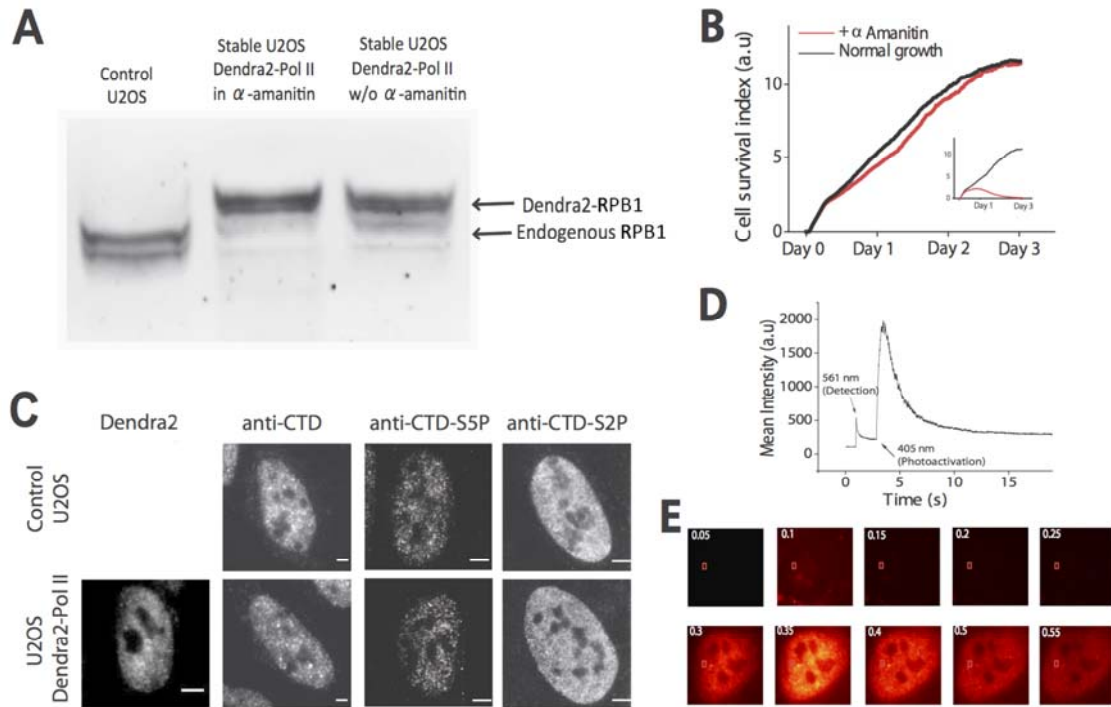 A
Control
U2OS
Stable U2OS
Dendra2-Pol II
in α-amanitin
Stable U2OS
Dendra2-Pol II
w/o α-amanitin
Dendra2-RPB1
Endogenous RPB1
B
+ α Amanitin
Normal growth
Cell survival index (a.u)
10
5
0
Day 0
Day 1
Day 2
Day 3
10
5
0
Day 1
Day 3
C
Dendra2
anti-CTD
anti-CTD-S5P
anti-CTD-S2P
Control
U2OS
U2OS
Dendra2-Pol II
D
Mean Intensity (a.u)
2000
1500
1000
500
0
561 nm
(Detection)
405 nm
(Photoactivation)
0
5
10
15
Time (s)
E
0.05
0.1
0.15
0.2
0.25
0.3
0.35
0.4
0.5
0.55